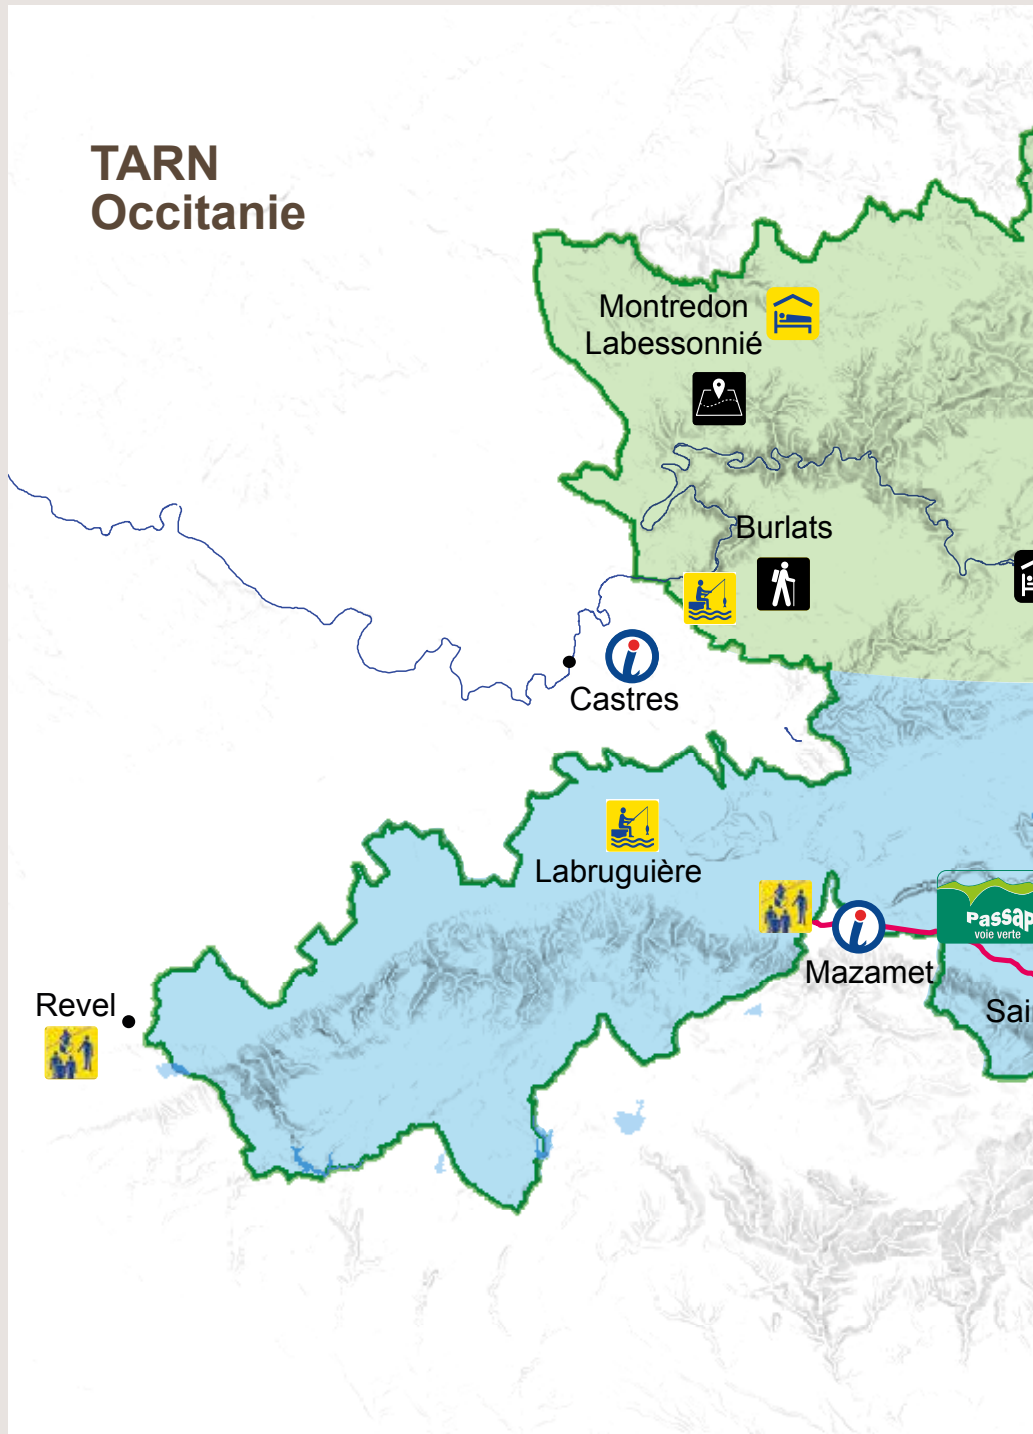 TARN
Occitanie
Montredon
Labessonnié
Burlats
Castres
Labruguière
Passap
voie verte
Mazamet
Revel
Sai